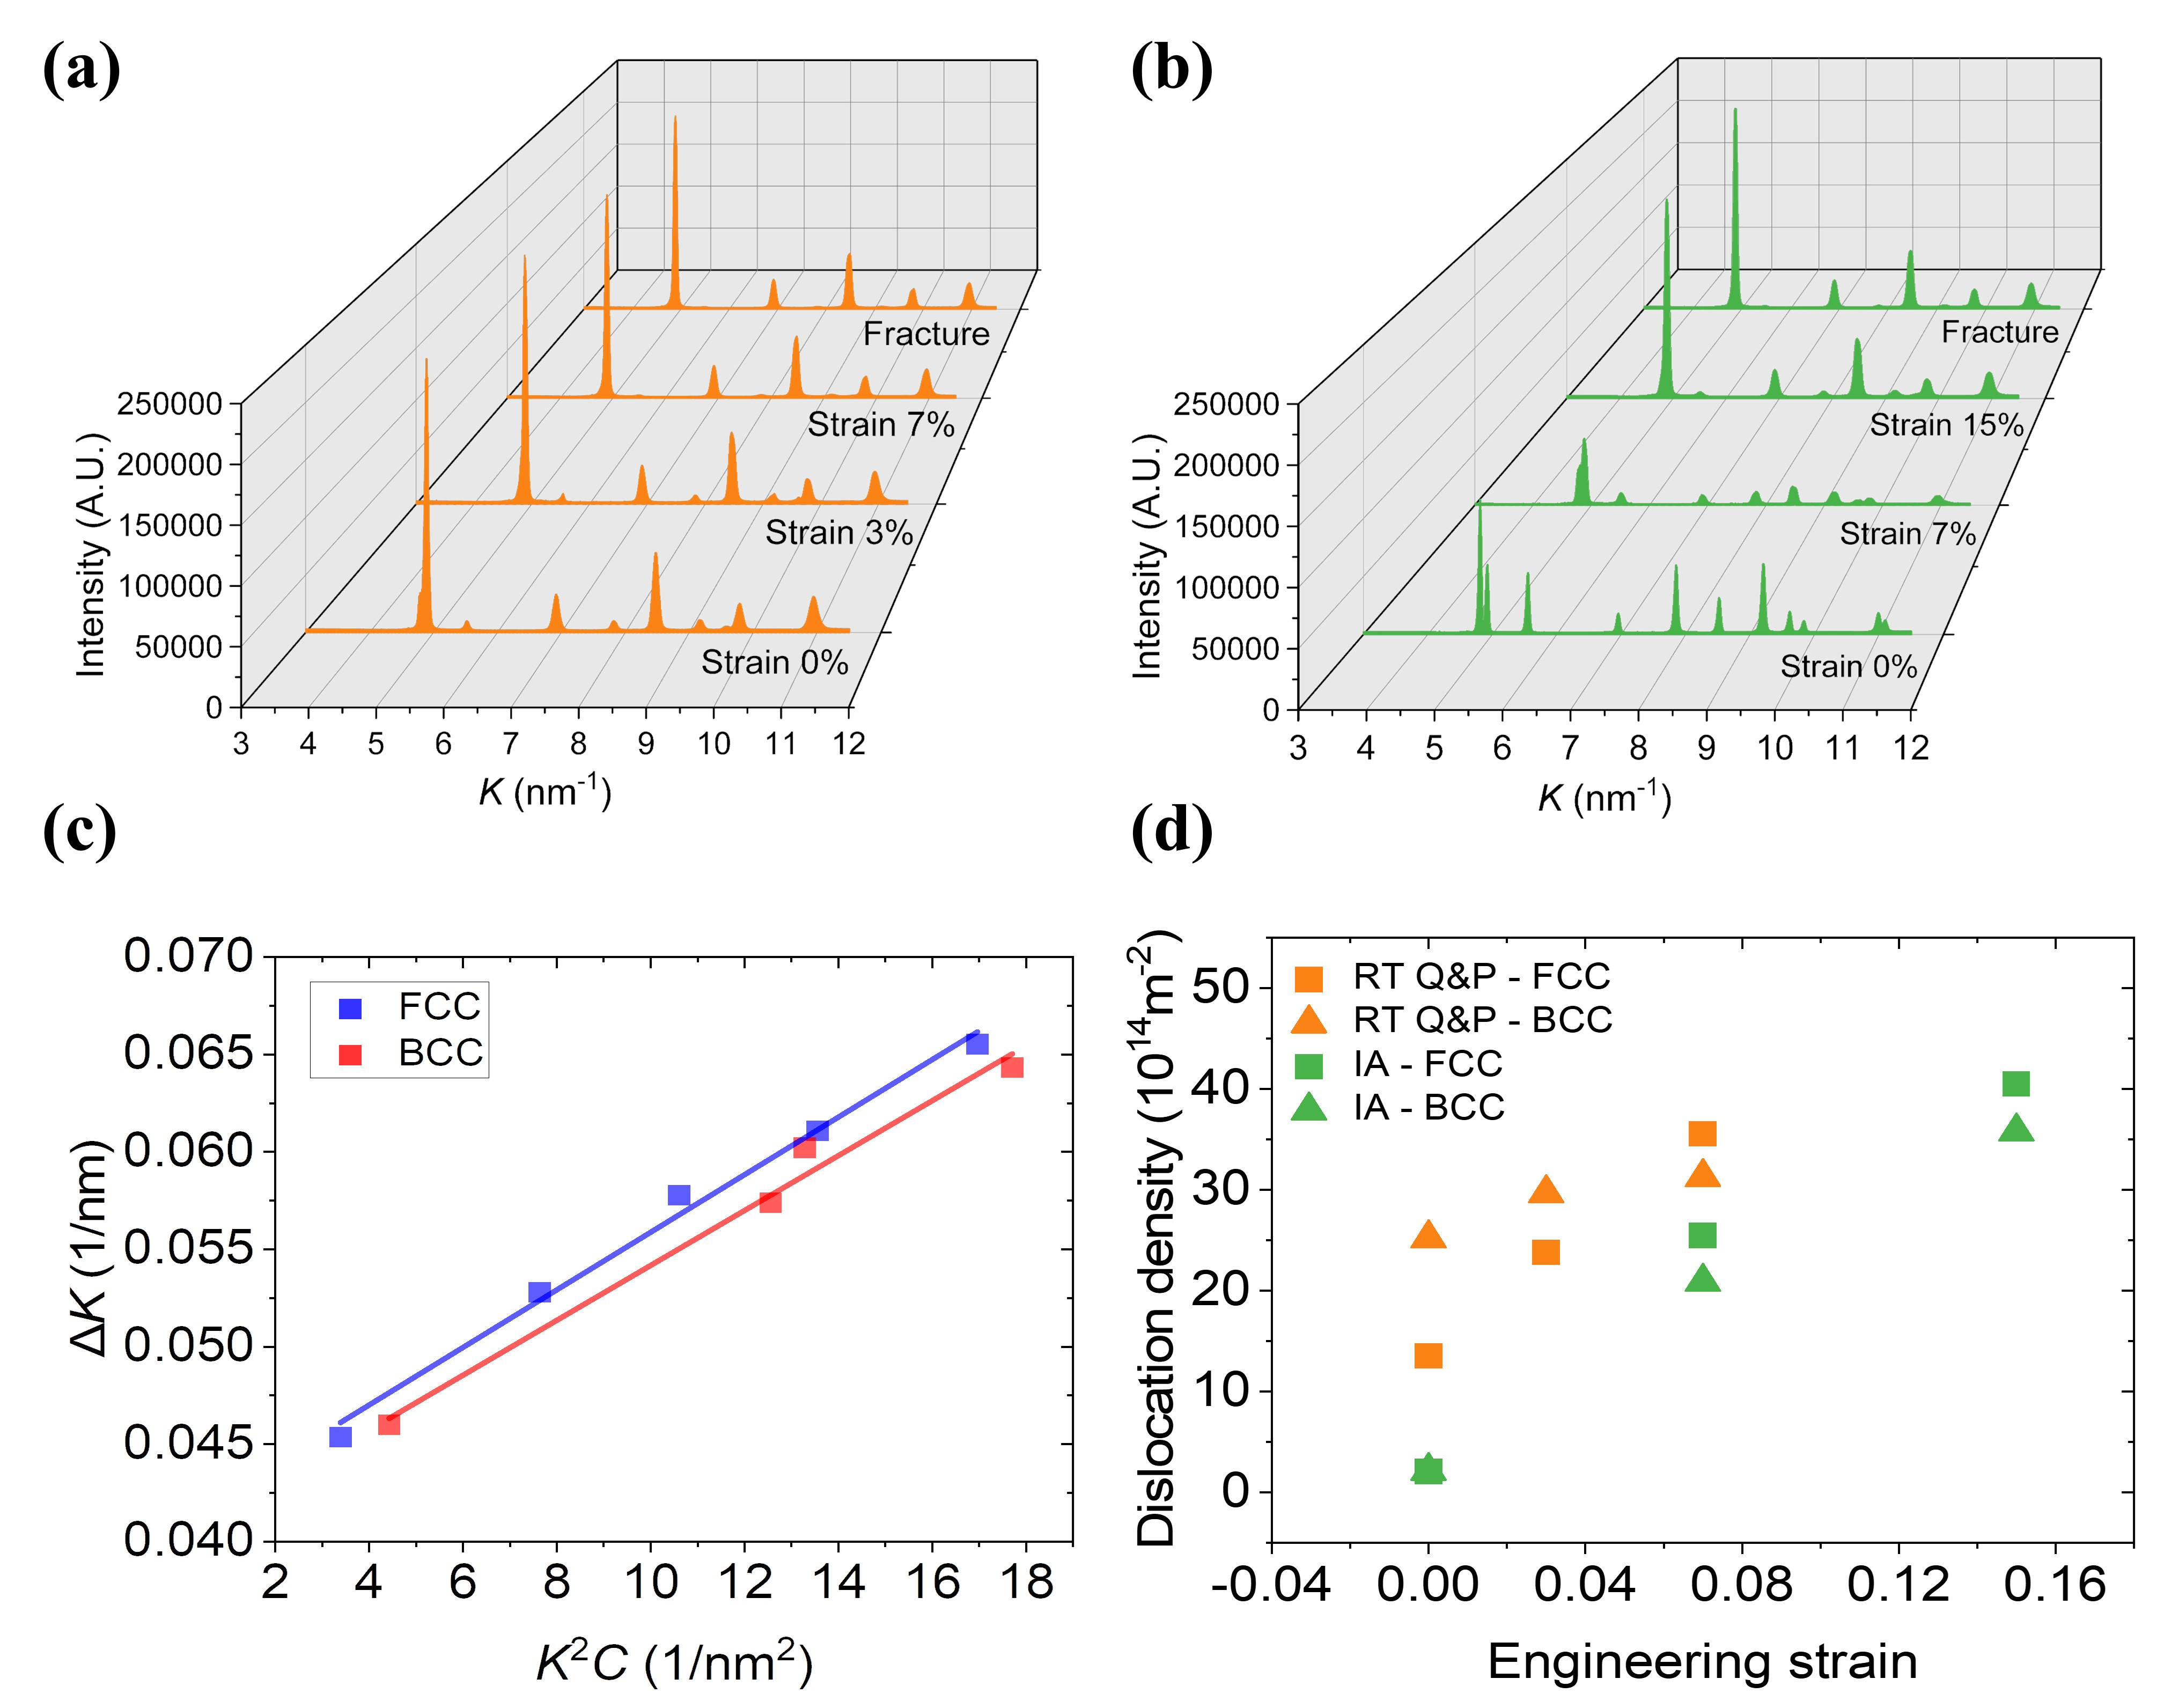 (a)
250000
200000
150000
100000
50000
0
Intensity (A.U.)
3 4 5 6 7 8 9 10 11 12
K (nm⁻¹)
Fracture
Strain 7%
Strain 3%
Strain 0%
(b)
250000
200000
150000
100000
50000
0
Intensity (A.U.)
3 4 5 6 7 8 9 10 11 12
K (nm⁻¹)
Fracture
Strain 15%
Strain 7%
Strain 0%
(c)
0.070
0.065
0.060
0.055
0.050
0.045
0.040
ΔK (1/nm)
FCC
BCC
2 4 6 8 10 12 14 16 18
K²C (1/nm²)
(d)
50
40
30
20
10
0
Dislocation density (10¹⁴m⁻²)
RT Q&P - FCC
RT Q&P - BCC
IA - FCC
IA - BCC
-0.04 0.00 0.04 0.08 0.12 0.16
Engineering strain